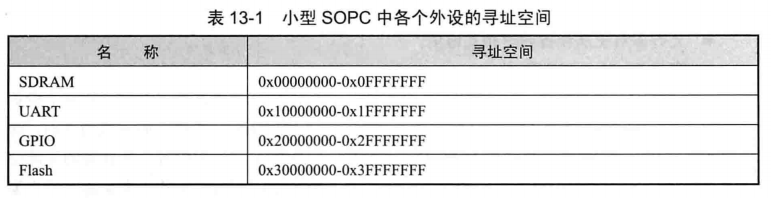 表 13-1 小型 SOPC 中各个外设的寻址空间
名 称 寻址空间
SDRAM 0x00000000-0x0FFFFFFF
UART 0x10000000-0x1FFFFFFF
GPIO 0x20000000-0x2FFFFFFF
Flash 0x30000000-0x3FFFFFFF